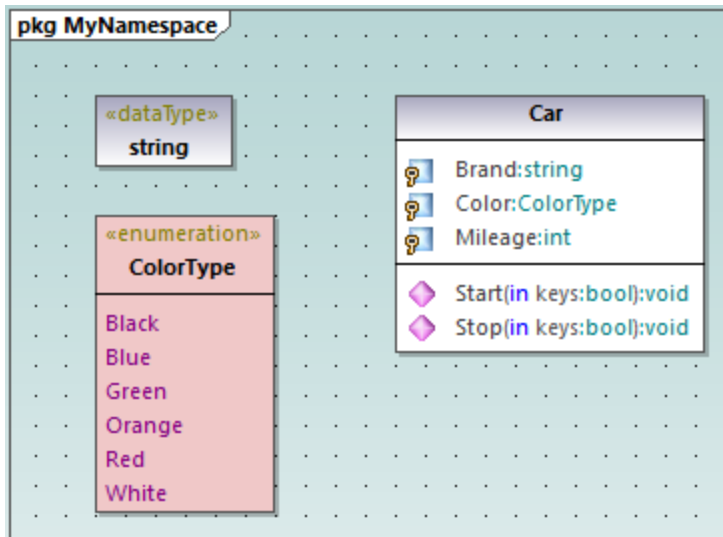 pkg MyNamespace
«dataType»
string
«enumeration»
ColorType
Black
Blue
Green
Orange
Red
White
Car
Brand:string
Color:ColorType
Mileage:int
Start(in keys:bool):void
Stop(in keys:bool):void